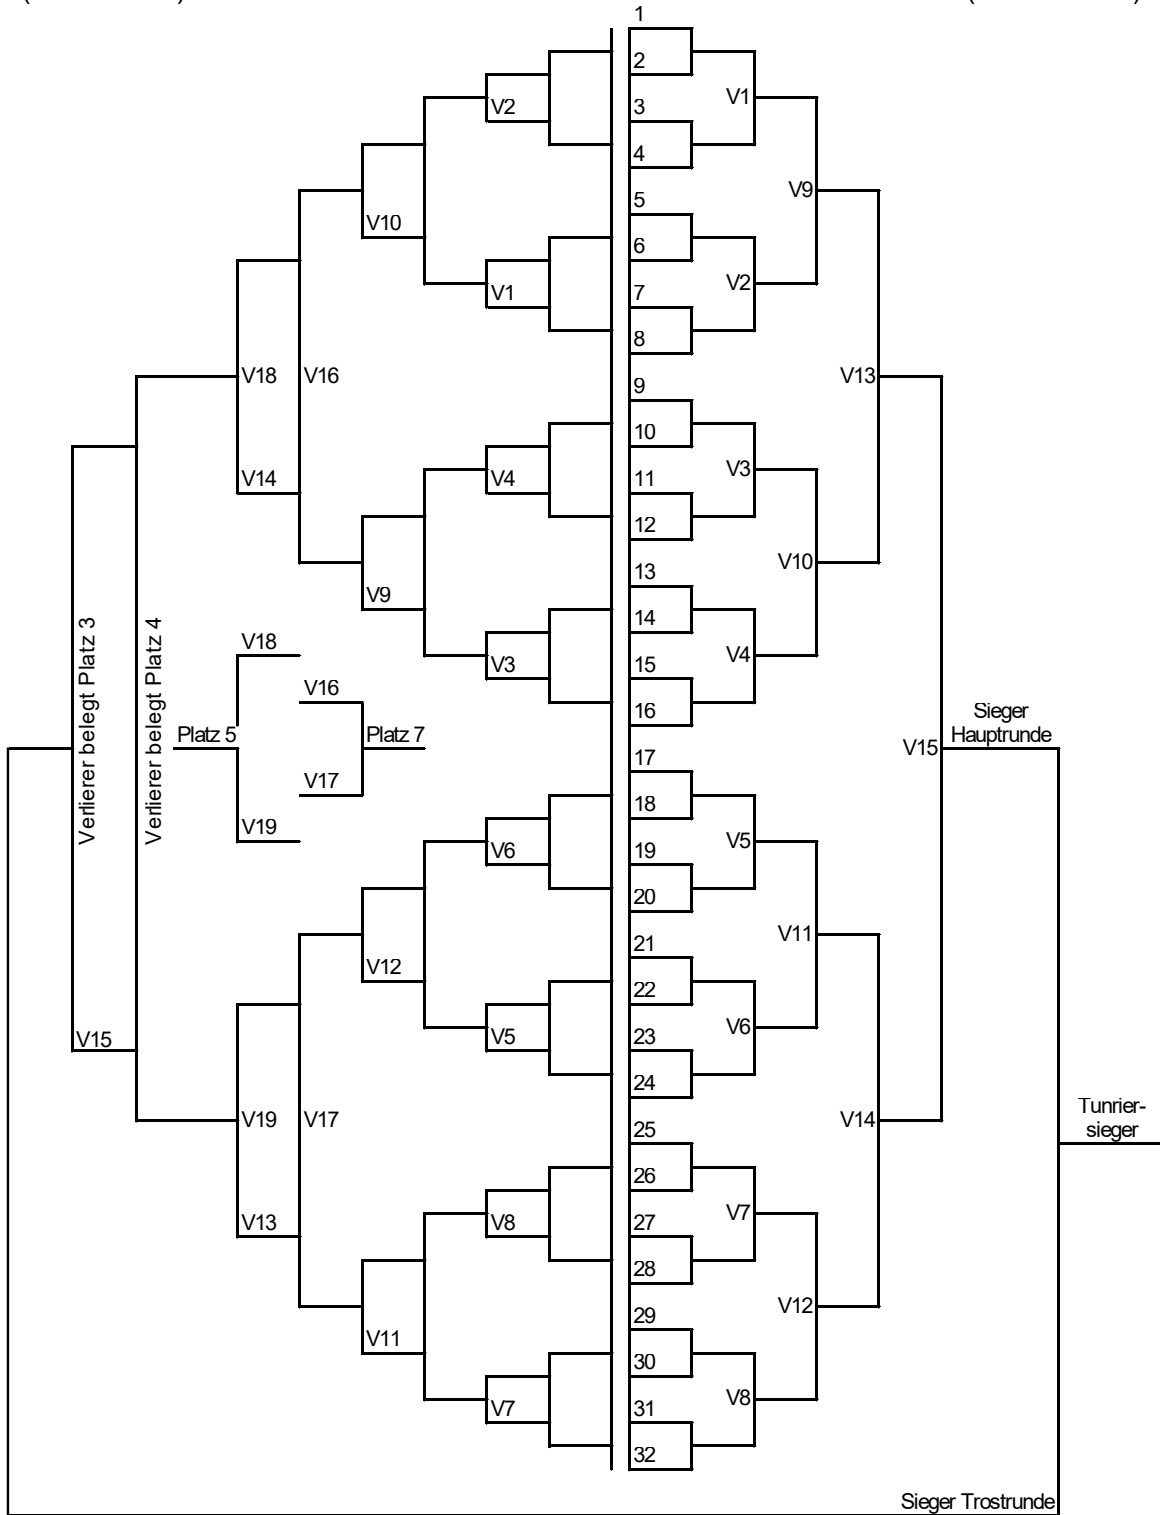 1
2
V1
V2
3
4
V9
5
V10
6
V2
V1
7
8
V18
V16
V13
9
10
V3
V14
V4
11
12
V10
13
V9
14
V18
V3
15
V4
V16
16
Verlierer belegt Platz 3
Verlierer belegt Platz 4
Platz 5
Platz 7
Sieger
Hauptrunde
V15
17
V17
18
V19
V6
19
V5
20
21
V11
V12
22
V15
V5
23
V6
24
V19
V17
V14
Tunrier-
sieger
25
26
V13
V8
27
V7
28
V12
29
V11
30
V7
31
V8
32
Sieger Trostrunde